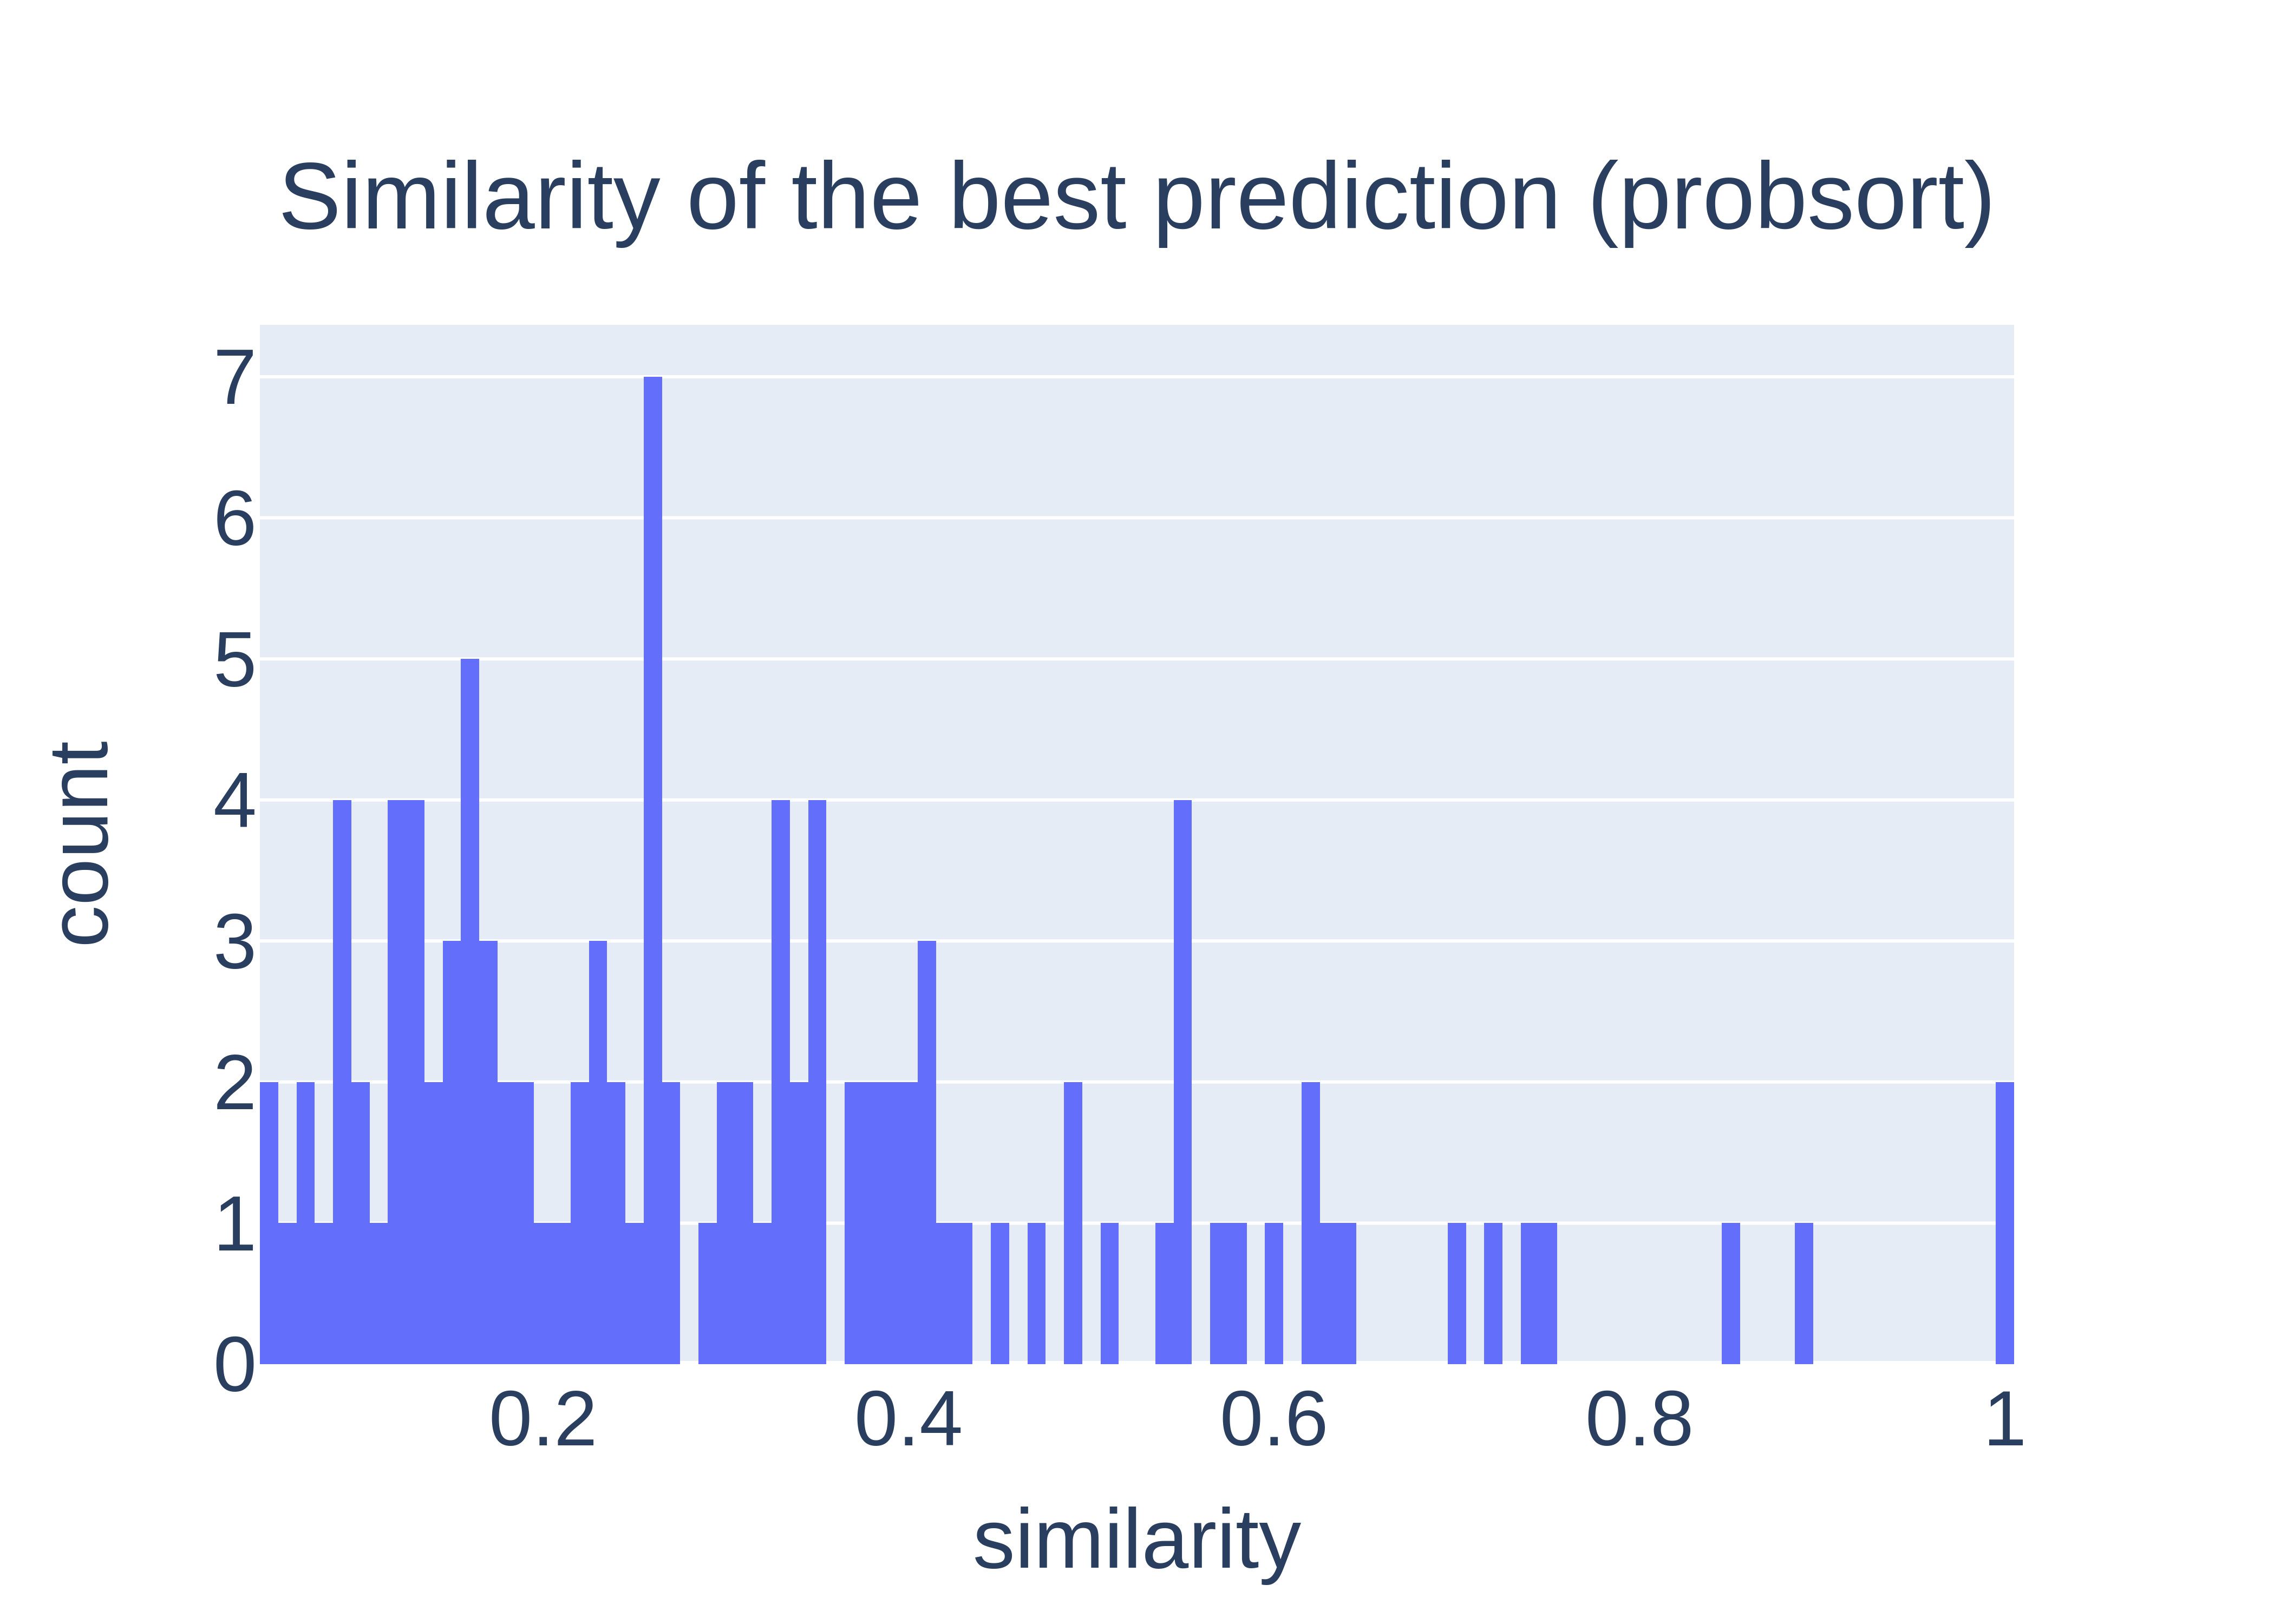 Similarity of the best prediction (probsort)
7
6
5
4
3
2
1
0
count
0.2 0.4 0.6 0.8 1
similarity